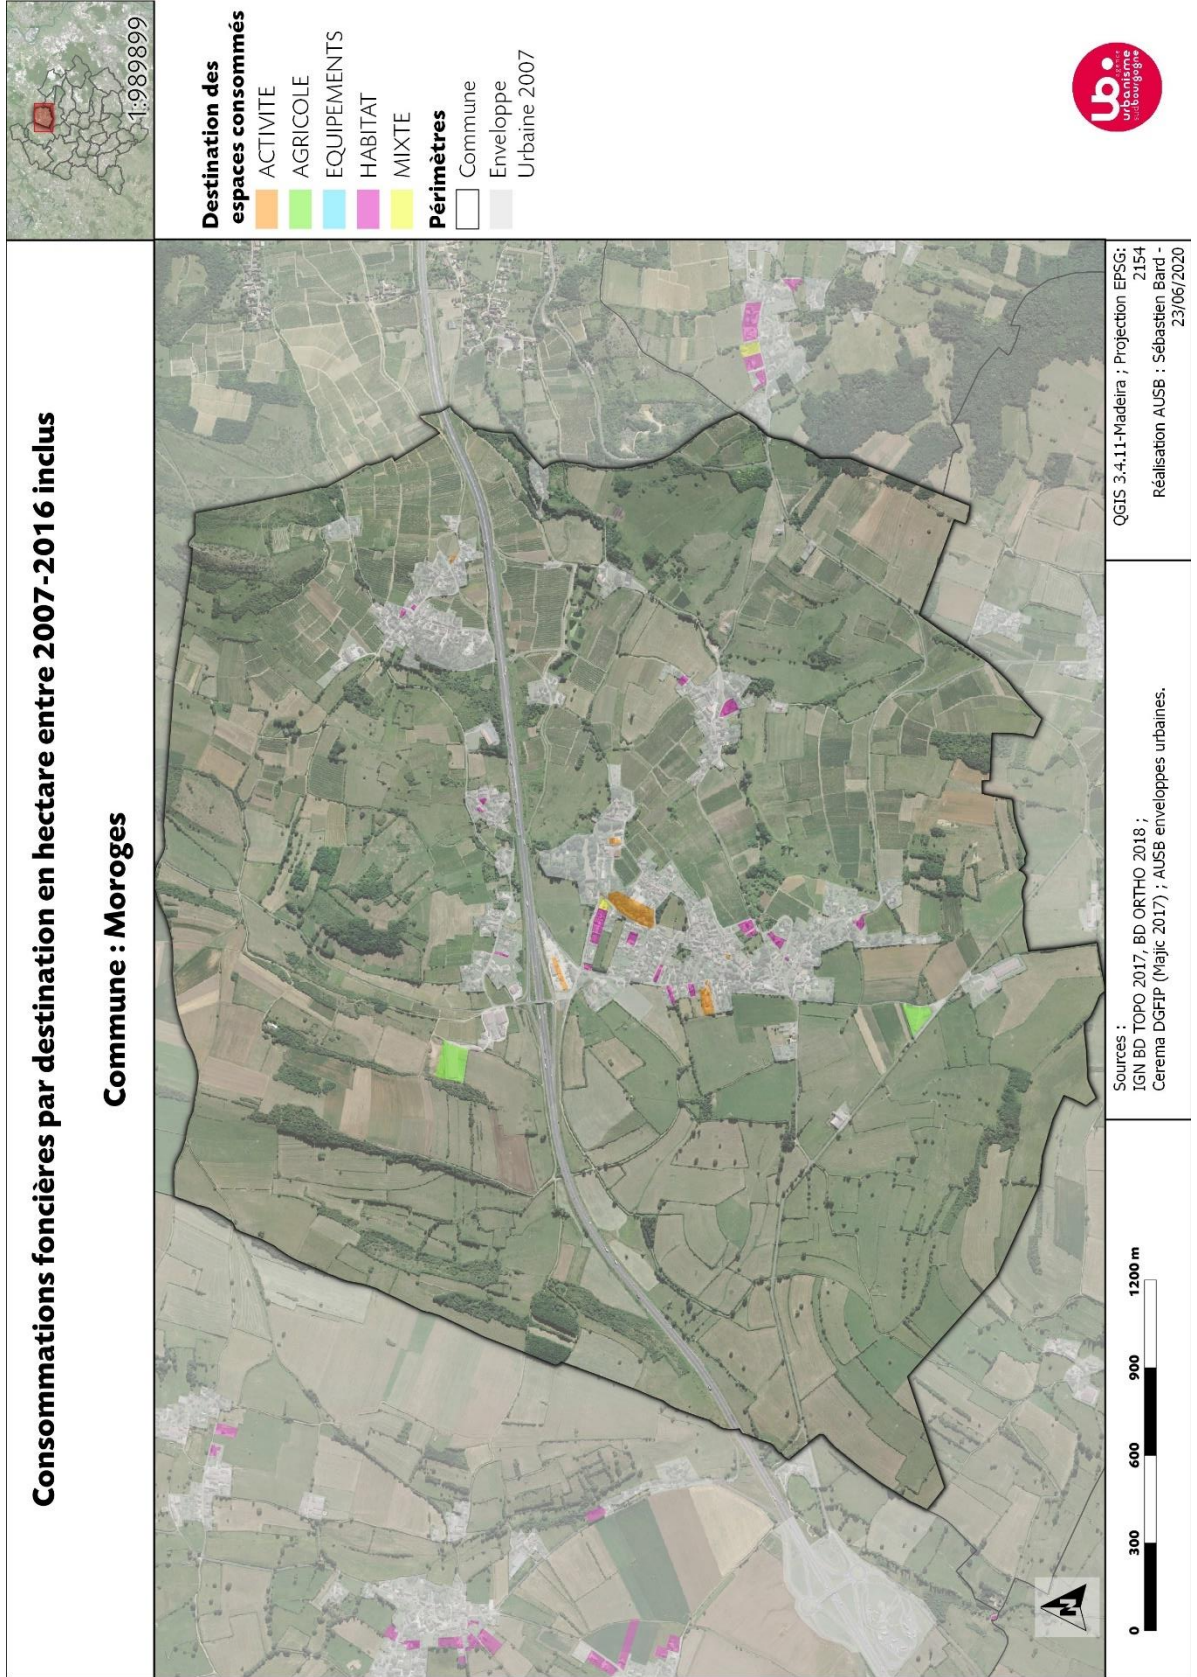 Consommations foncières par destination en hectare entre 2007-2016 inclus
Commune : Moroges
1:989899
Destination des
espaces consommés
ACTIVITE
AGRICOLE
EQUIPEMENTS
HABITAT
MIXTE
Périmètres
Commune
Enveloppe
Urbaine 2007
N
0 300 600 900 1200 m
Sources :
IGN BD TOPO 2017, BD ORTHO 2018 ;
Cerema DGFIP (Majic 2017) ; AUSB enveloppes urbaines.
QGIS 3.4.11-Madeira ; Projection EPSG:
2154
Réalisation AUSB : Sébastien Bard -
23/06/2020
ub.
agence
urbanisme
sudbourgogne